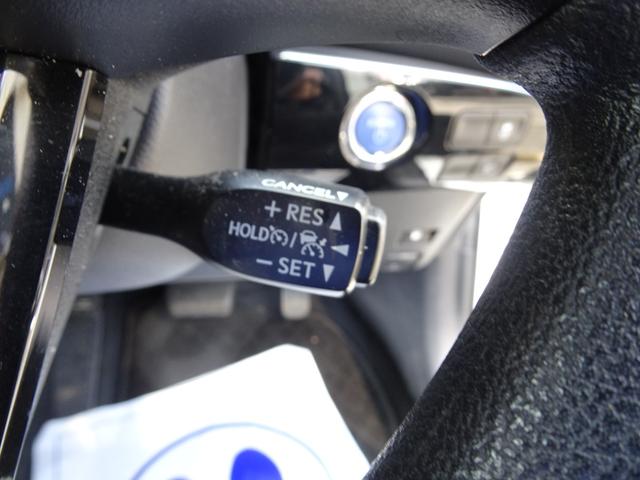 CANCEL▼
+ RES ▲
HOLD / ◄
− SET ▼